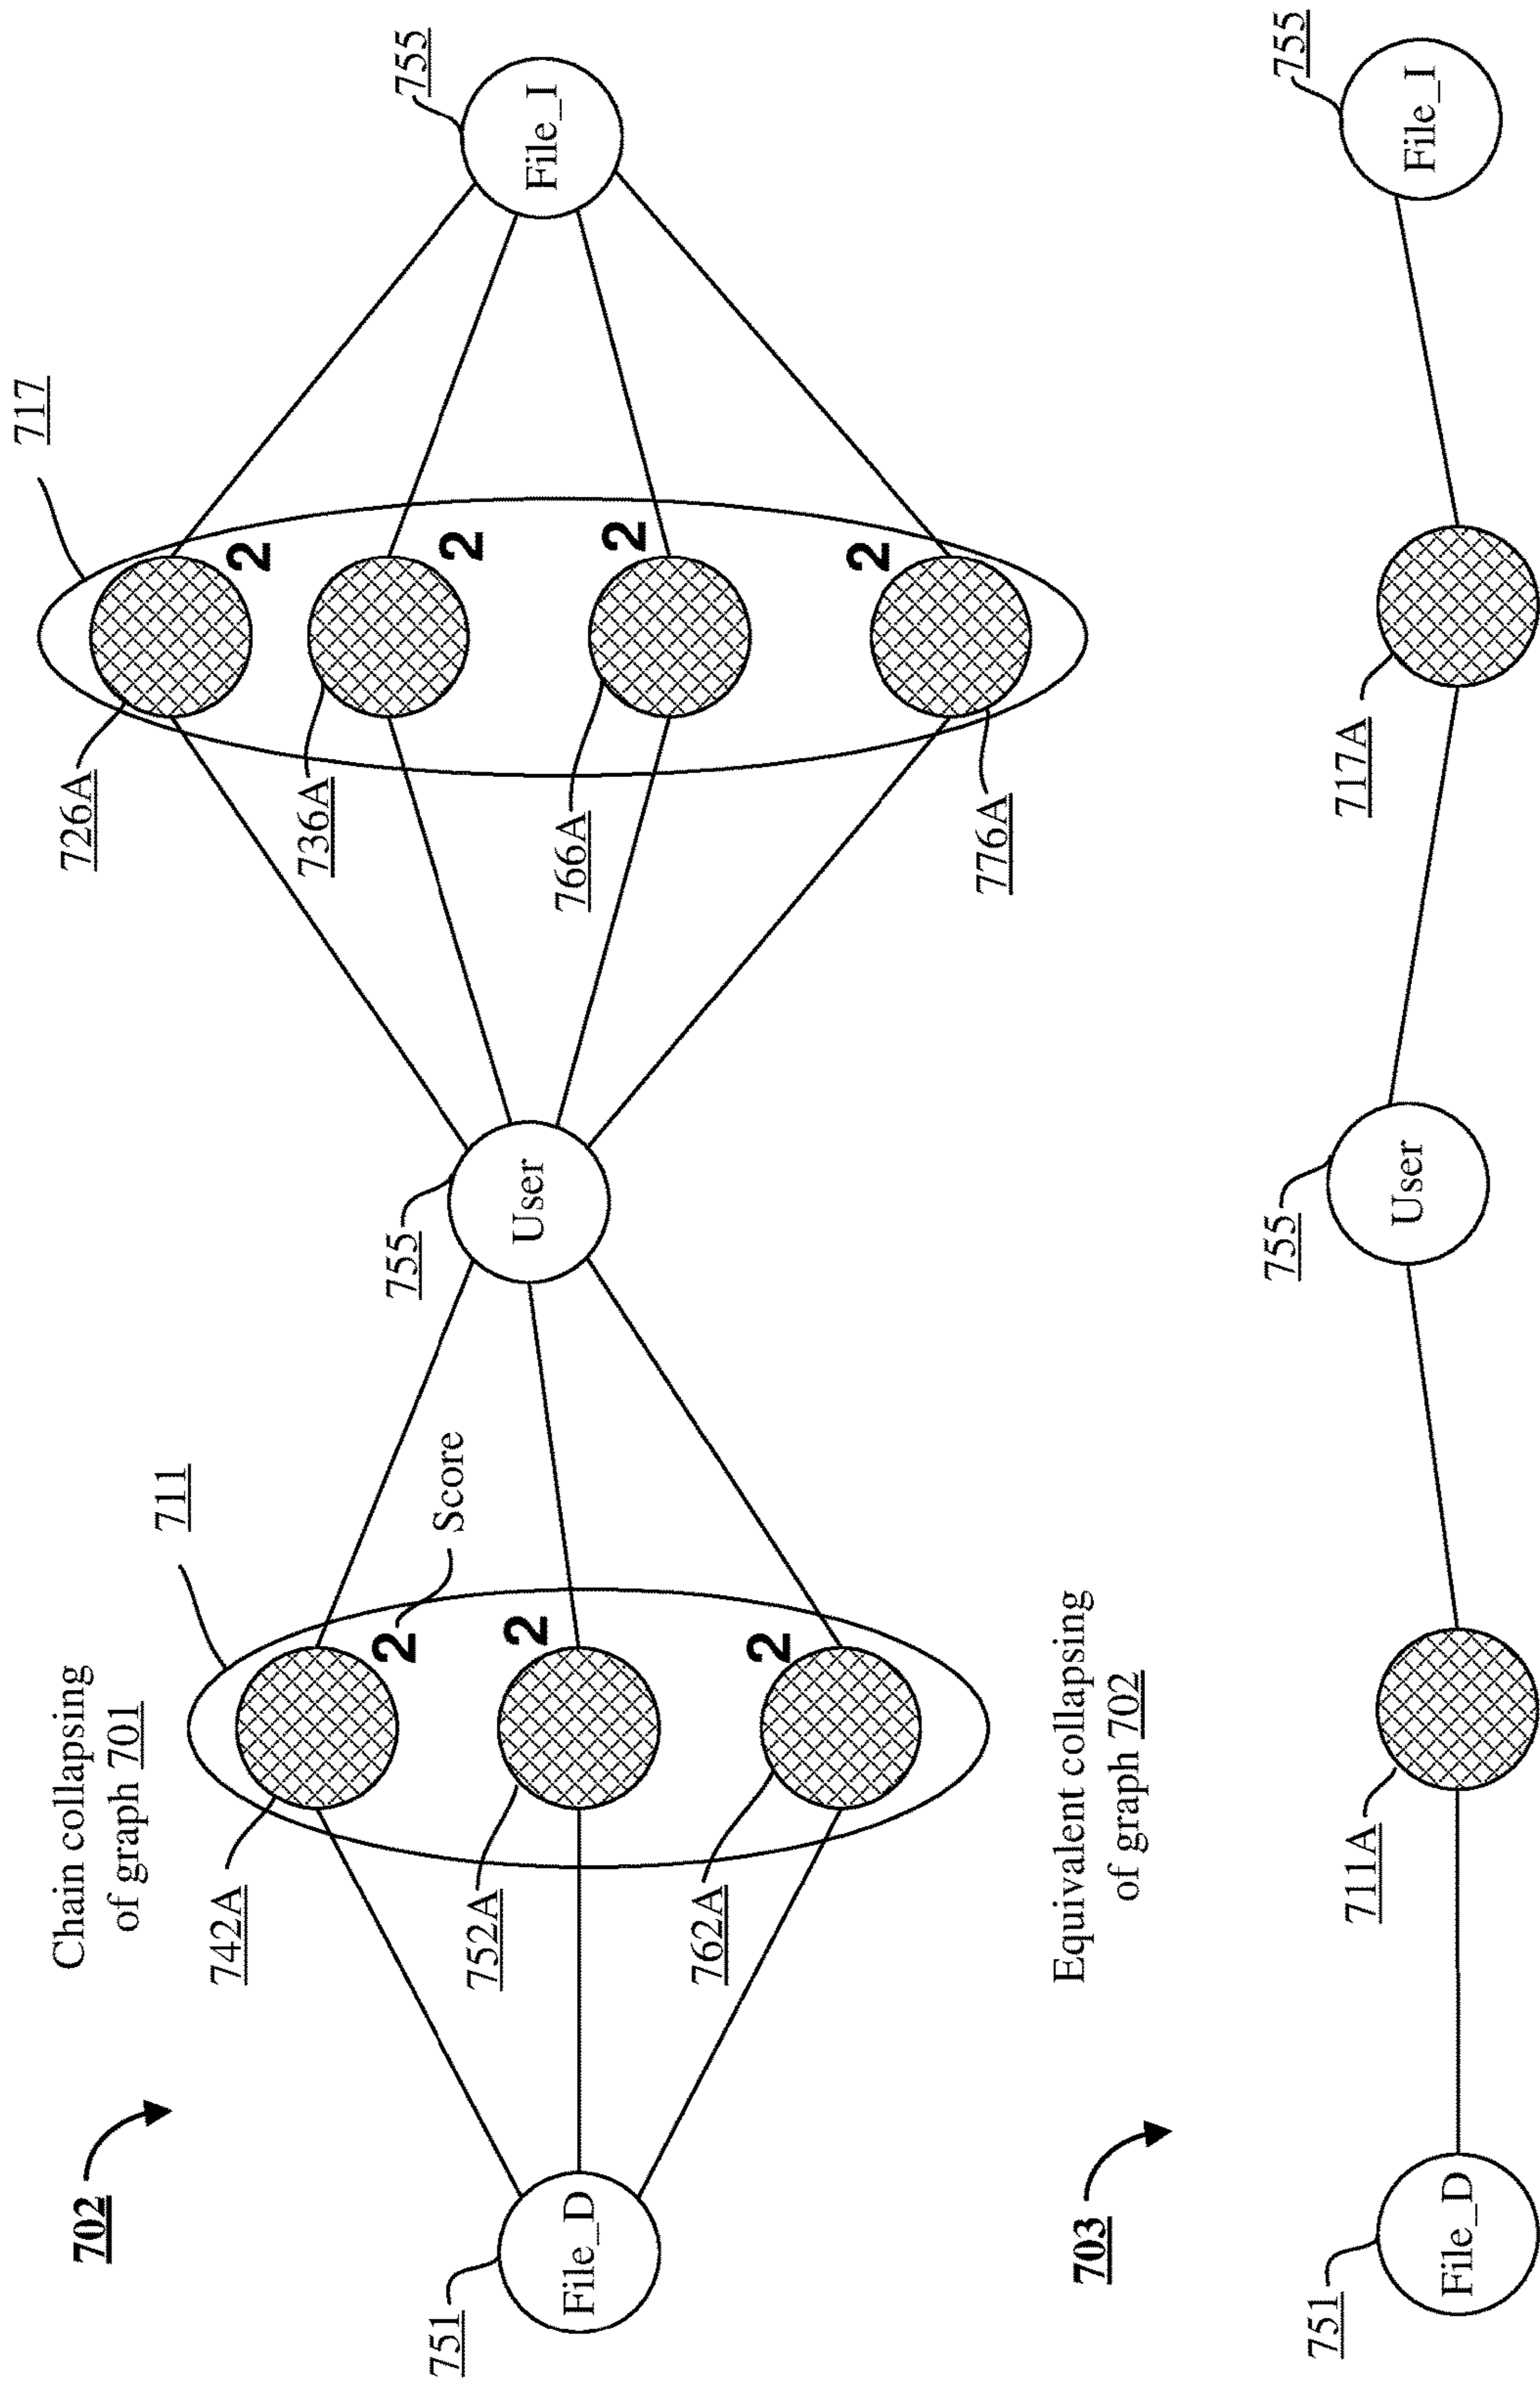 702
Chain collapsing
of graph 701
711
717
742A
752A
762A
2
Score
2
2
726A
736A
766A
776A
2
2
2
2
751
File_D
755
User
755
File_I
703
Equivalent collapsing
of graph 702
751
File_D
711A
755
User
717A
755
File_I